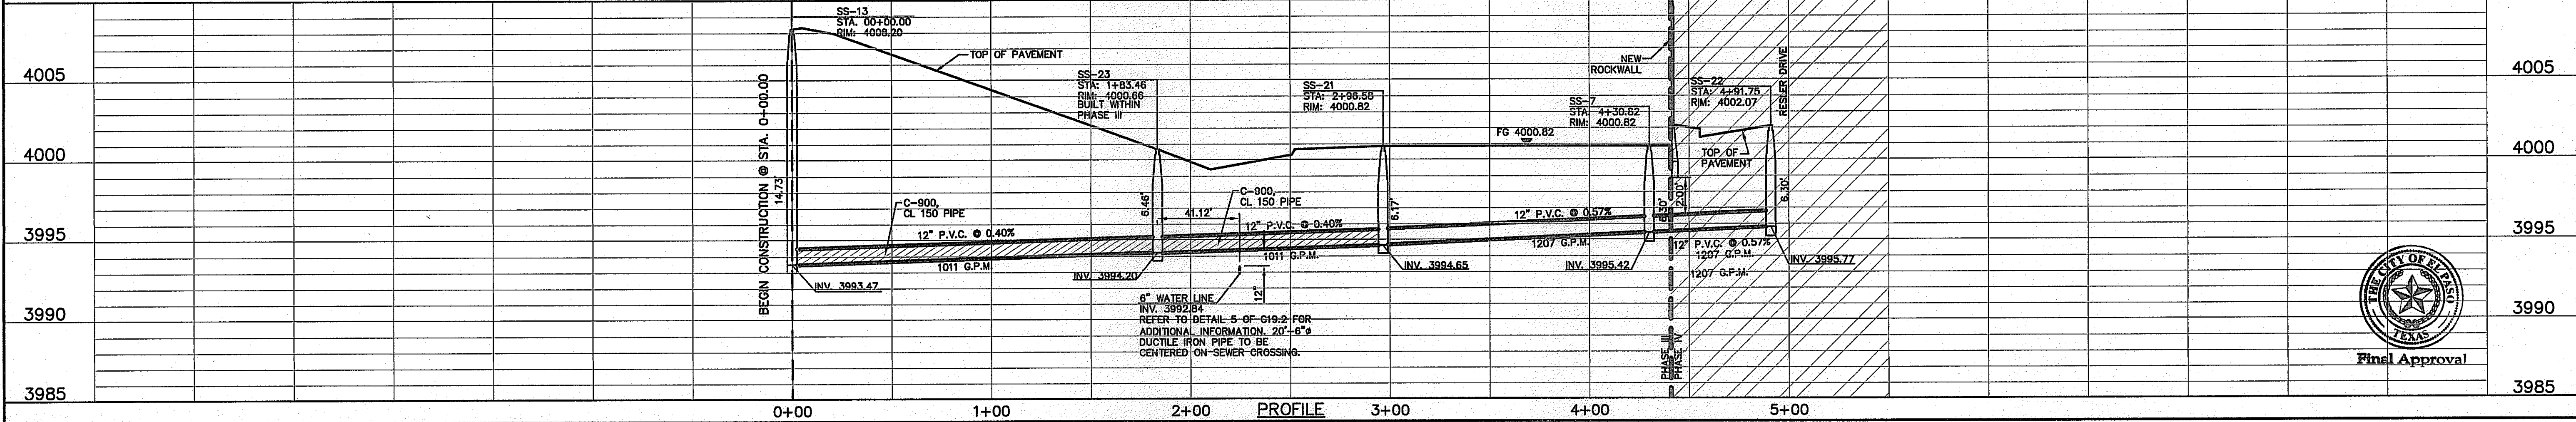 SS-13
STA. 00+00.00
RIM: 4008.20
TOP OF PAVEMENT
SS-23
STA: 1+83.46
RIM: 4000.66
BUILT WITHIN
PHASE III
SS-21
STA: 2+96.58
RIM: 4000.82
FG 4000.82
SS-7
STA: 4+30.82
RIM: 4000.82
NEW
ROCKWALL
SS-22
STA: 4+91.75
RIM: 4002.07
RESLER DRIVE
TOP OF
PAVEMENT
4005
4000
3995
3990
3985
4005
4000
3995
3990
3985
BEGIN CONSTRUCTION @ STA. 0+00.00
14.73'
C-900,
CL 150 PIPE
12" P.V.C. @ 0.40%
1011 G.P.M.
INV. 3993.47
6.46'
41.12'
C-900,
CL 150 PIPE
12" P.V.C. @ 0.40%
1011 G.P.M.
INV. 3994.20
12"
6" WATER LINE
INV. 3992.84
REFER TO DETAIL 5 OF C19.2 FOR
ADDITIONAL INFORMATION. 20'-6"ø
DUCTILE IRON PIPE TO BE
CENTERED ON SEWER CROSSING.
6.17'
INV. 3994.65
12" P.V.C. @ 0.57%
1207 G.P.M.
INV. 3995.42
6.30'
2.00'
12" P.V.C. @ 0.57%
1207 G.P.M.
1207 G.P.M.
6.30'
INV. 3995.77
PHASE III
PHASE IV
0+00
1+00
2+00
PROFILE
3+00
4+00
5+00
THE CITY OF EL PASO
TEXAS
Final Approval